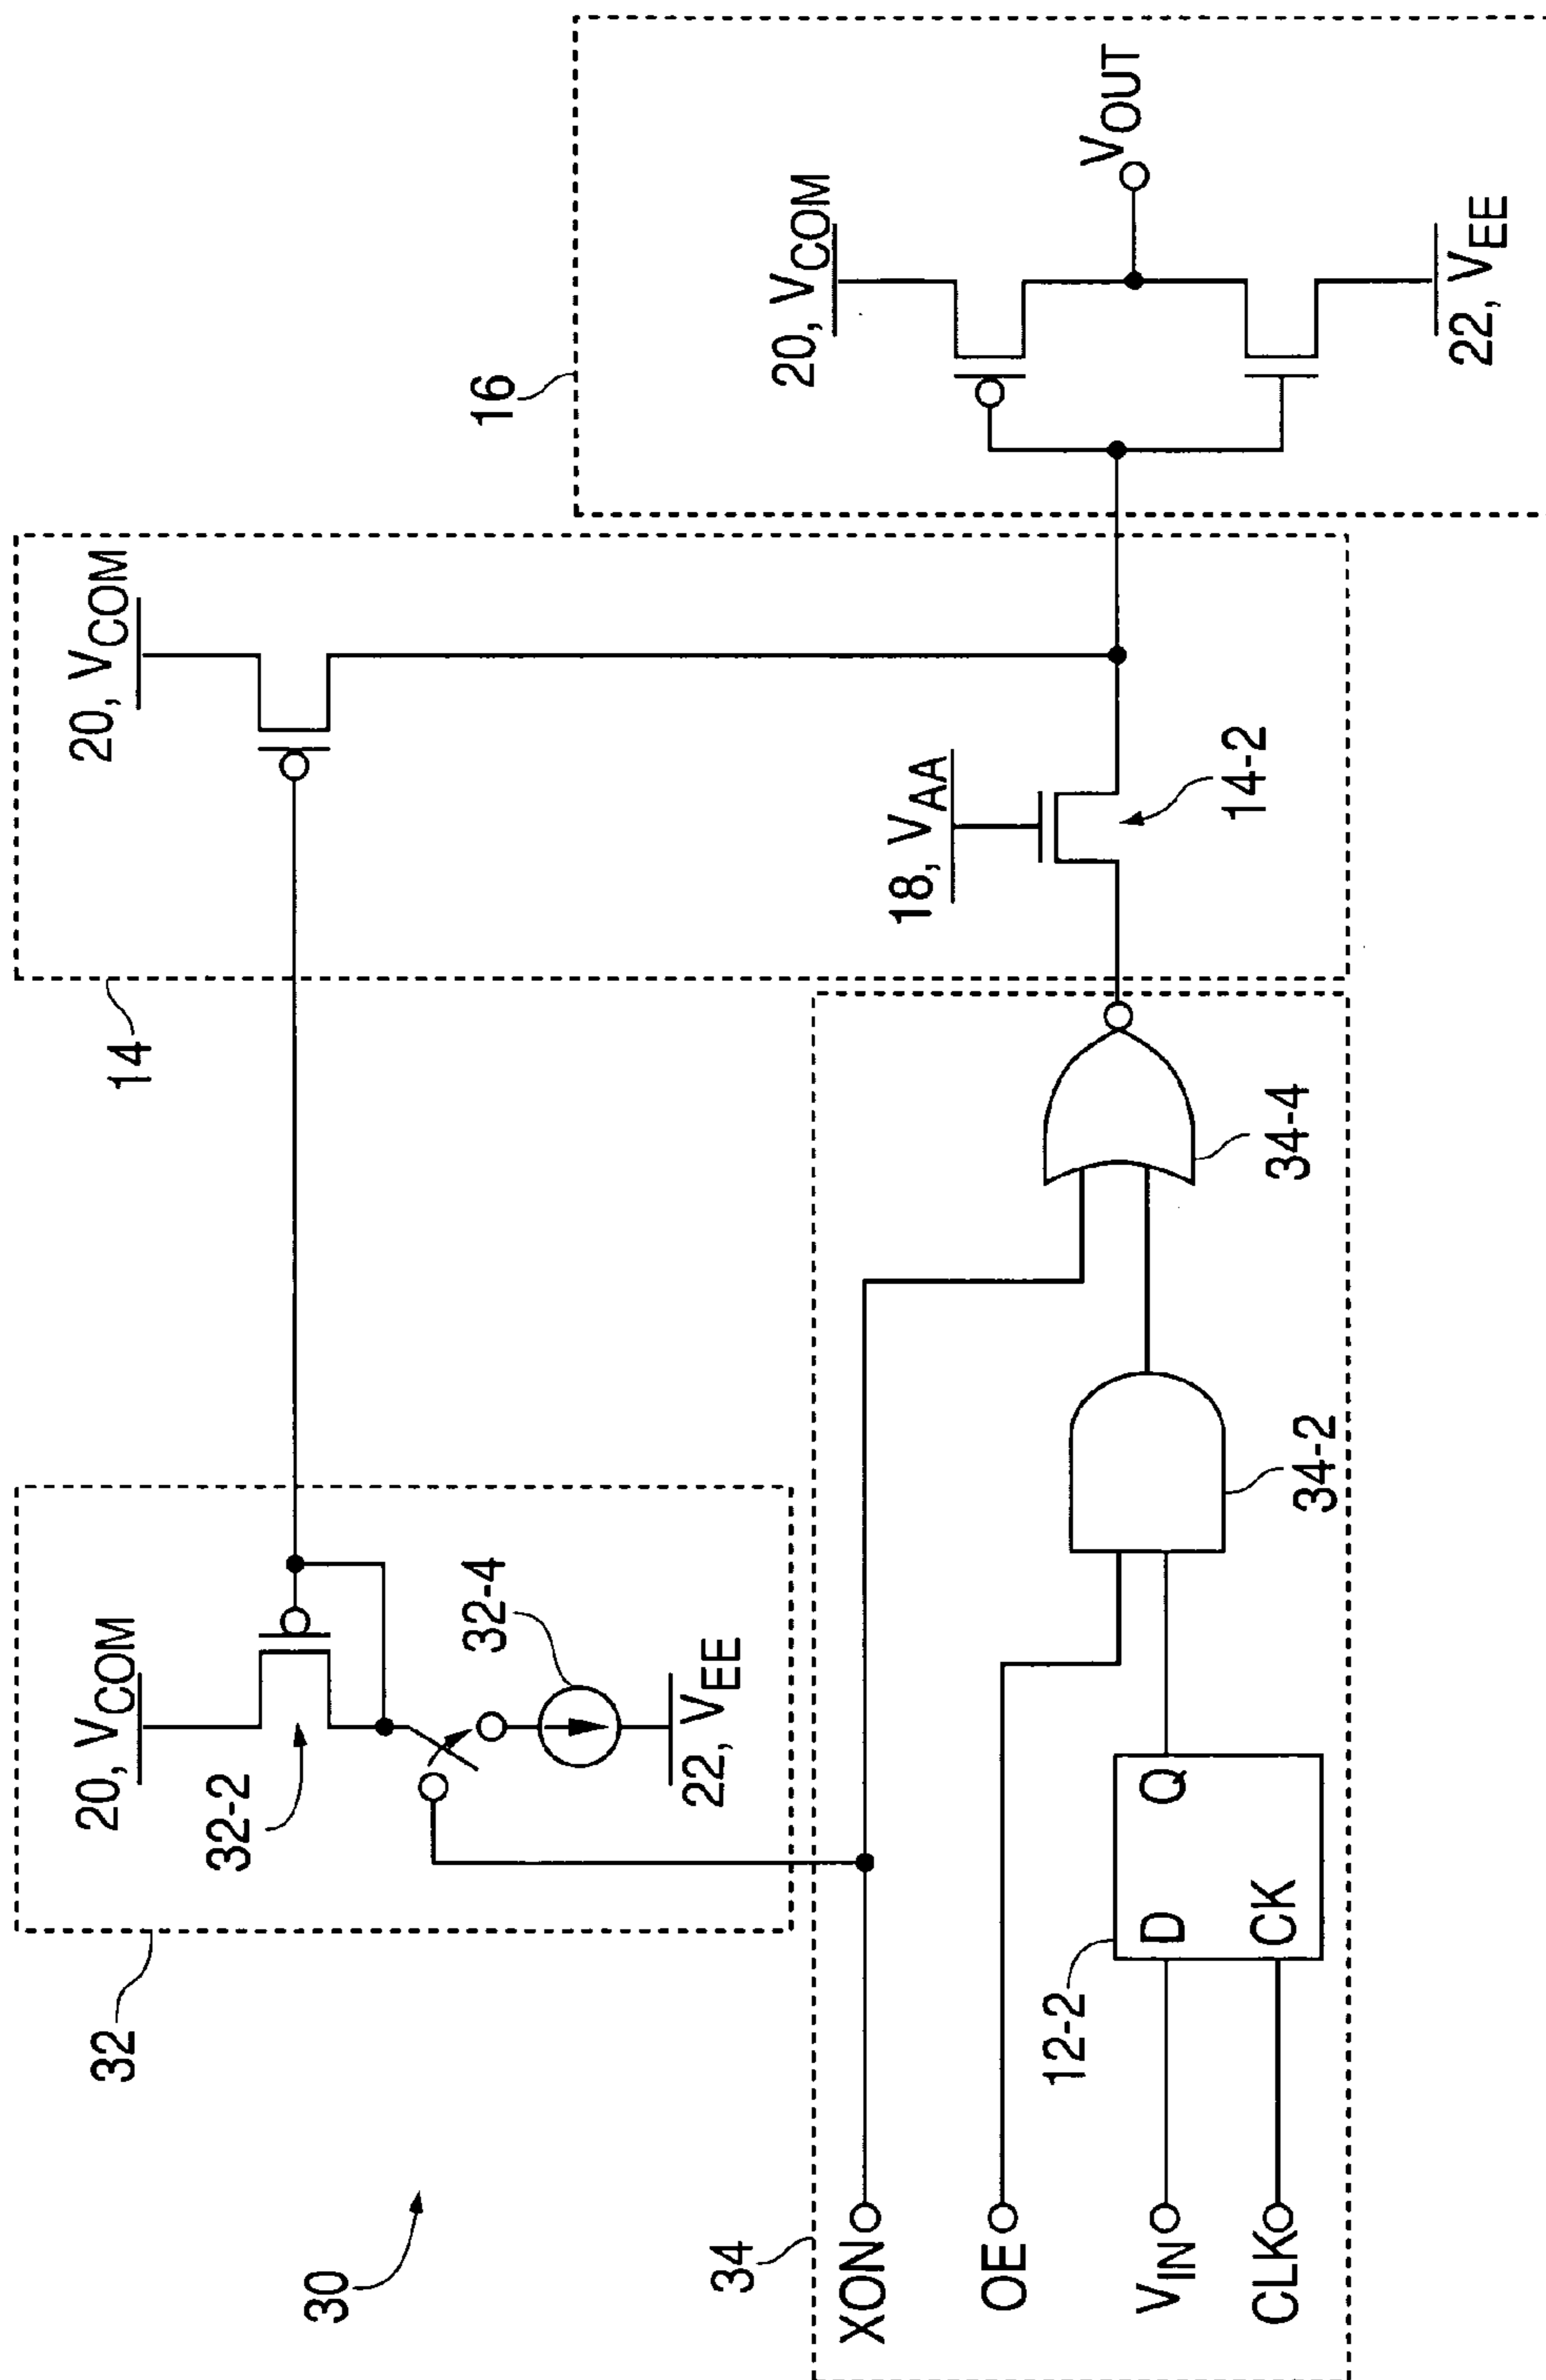 30
32
20, VCOM
32-2
32-4
22, VEE
14
20, VCOM
18, VAA
14-2
16
20, VCOM
VOUT
22, VEE
34
XON
OE
VIN
CLK
12-2
D
Q
CK
34-2
34-4